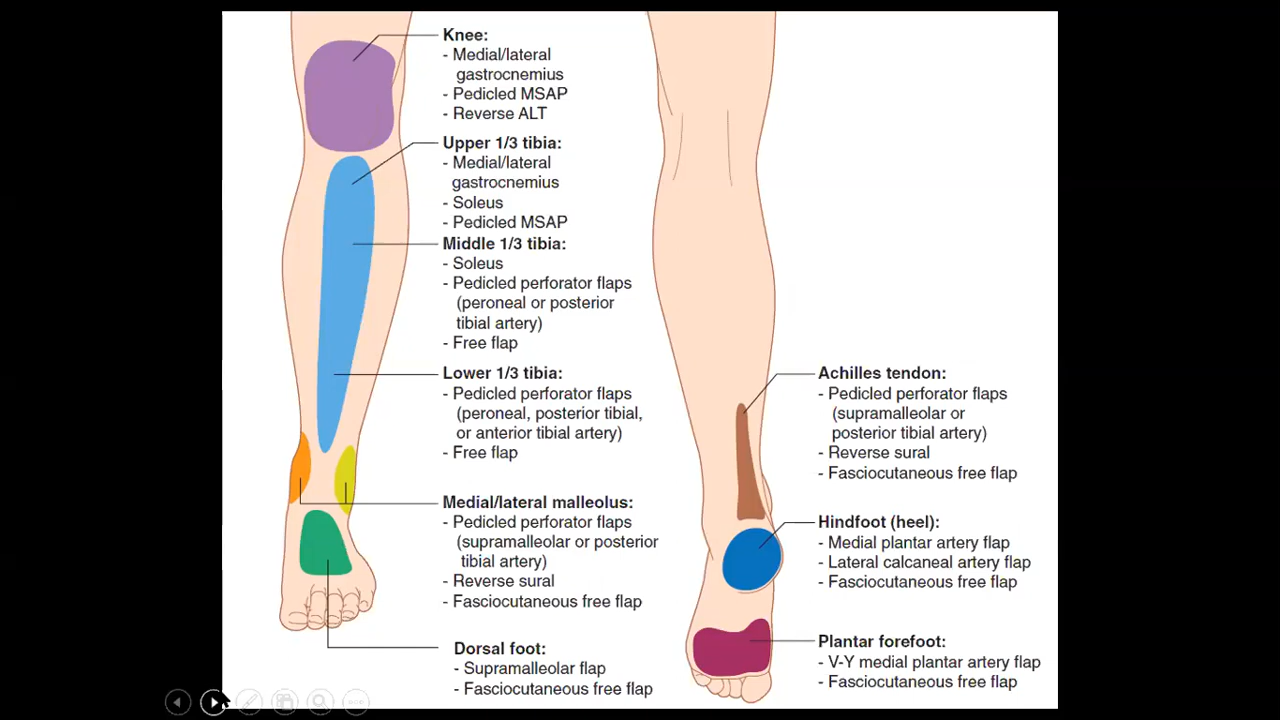 Knee:
- Medial/lateral
gastrocnemius
- Pedicled MSAP
- Reverse ALT
Upper 1/3 tibia:
- Medial/lateral
gastrocnemius
- Soleus
- Pedicled MSAP
Middle 1/3 tibia:
- Soleus
- Pedicled perforator flaps
(peroneal or posterior
tibial artery)
- Free flap
Lower 1/3 tibia:
- Pedicled perforator flaps
(peroneal, posterior tibial,
or anterior tibial artery)
- Free flap
Medial/lateral malleolus:
- Pedicled perforator flaps
(supramalleolar or posterior
tibial artery)
- Reverse sural
- Fasciocutaneous free flap
Dorsal foot:
- Supramalleolar flap
- Fasciocutaneous free flap
Achilles tendon:
- Pedicled perforator flaps
(supramalleolar or
posterior tibial artery)
- Reverse sural
- Fasciocutaneous free flap
Hindfoot (heel):
- Medial plantar artery flap
- Lateral calcaneal artery flap
- Fasciocutaneous free flap
Plantar forefoot:
- V-Y medial plantar artery flap
- Fasciocutaneous free flap